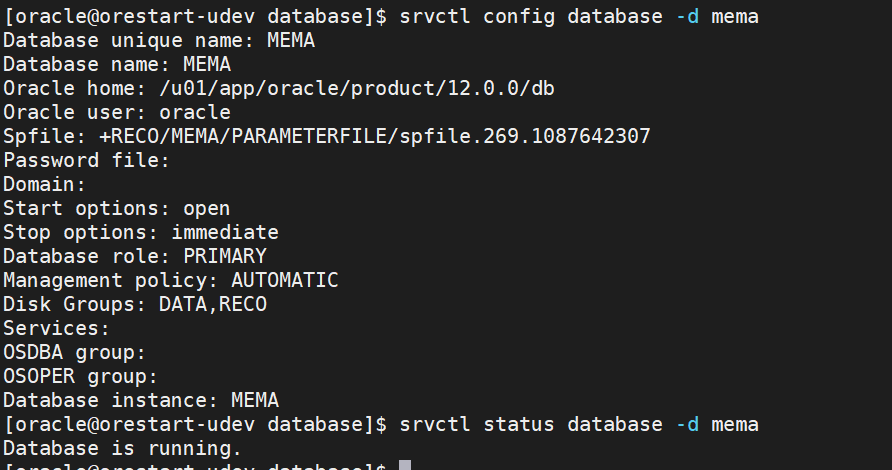 [oracle@orestart-udev database]$ srvctl config database -d mema
Database unique name: MEMA
Database name: MEMA
Oracle home: /u01/app/oracle/product/12.0.0/db
Oracle user: oracle
Spfile: +RECO/MEMA/PARAMETERFILE/spfile.269.1087642307
Password file:
Domain:
Start options: open
Stop options: immediate
Database role: PRIMARY
Management policy: AUTOMATIC
Disk Groups: DATA,RECO
Services:
OSDBA group:
OSOPER group:
Database instance: MEMA
[oracle@orestart-udev database]$ srvctl status database -d mema
Database is running.
[oracle@orestart-udev database]$